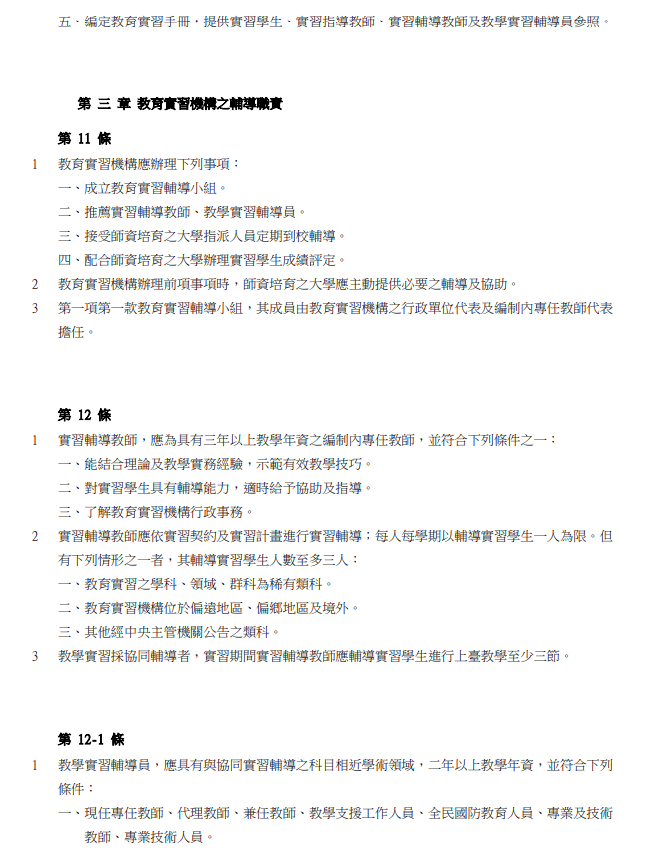 五、編定教育實習手冊，提供實習學生、實習指導教師、實習輔導教師及教學實習輔導員參照。
第 三 章 教育實習機構之輔導職責
第 11 條
1 教育實習機構應辦理下列事項：
一、成立教育實習輔導小組。
二、推薦實習輔導教師、教學實習輔導員。
三、接受師資培育之大學指派人員定期到校輔導。
四、配合師資培育之大學辦理實習學生成績評定。
2 教育實習機構辦理前項事項時，師資培育之大學應主動提供必要之輔導及協助。
3 第一項第一款教育實習輔導小組，其成員由教育實習機構之行政單位代表及編制內專任教師代表
擔任。
第 12 條
1 實習輔導教師，應為具有三年以上教學年資之編制內專任教師，並符合下列條件之一：
一、能結合理論及教學實務經驗，示範有效教學技巧。
二、對實習學生具有輔導能力，適時給予協助及指導。
三、了解教育實習機構行政事務。
2 實習輔導教師應依實習契約及實習計畫進行實習輔導；每人每學期以輔導實習學生一人為限。但
有下列情形之一者，其輔導實習學生人數至多三人：
一、教育實習之學科、領域、群科為稀有類科。
二、教育實習機構位於偏遠地區、偏鄉地區及境外。
三、其他經中央主管機關公告之類科。
3 教學實習採協同輔導者，實習期間實習輔導教師應輔導實習學生進行上臺教學至少三節。
第 12-1 條
1 教學實習輔導員，應具有與協同實習輔導之科目相近學術領域，二年以上教學年資，並符合下列
條件：
一、現任專任教師、代理教師、兼任教師、教學支援工作人員、全民國防教育人員、專業及技術
教師、專業技術人員。